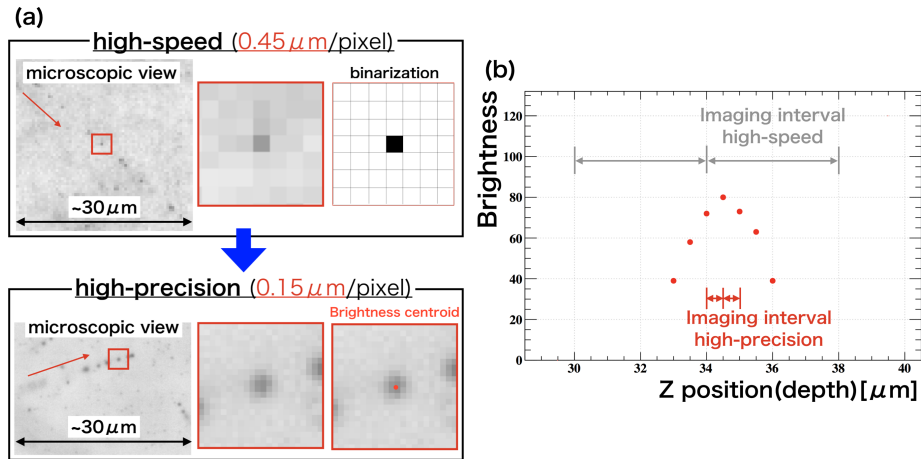 (a)
high-speed (0.45μm/pixel)
microscopic view
binarization
~30μm
high-precision (0.15μm/pixel)
microscopic view
Brightness centroid
~30μm
(b)
Brightness
120
100
80
60
40
20
0
Imaging interval
high-speed
Imaging interval
high-precision
30 32 34 36 38 40
Z position(depth)[μm]